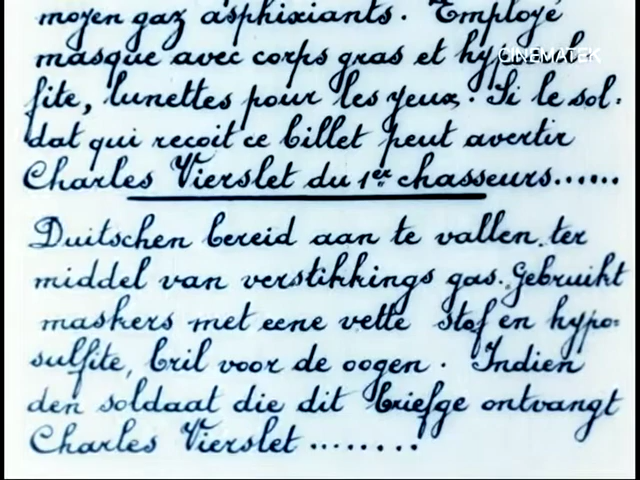 moyen gaz asphixiants. Employé
masque avec corps gras et hyposul-
fite, lunettes pour les yeux. Si le sol-
dat qui recoit ce billet peut avertir
Charles Vierslet du 1er chasseurs......
Duitschen bereid aan te vallen ter
middel van verstikkings gas. Gebruikt
maskers met eene vette stof en hypo-
sulfite, bril voor de oogen. Indien
den soldaat die dit briefge ontvangt
Charles Vierslet ........
CINEMATEK